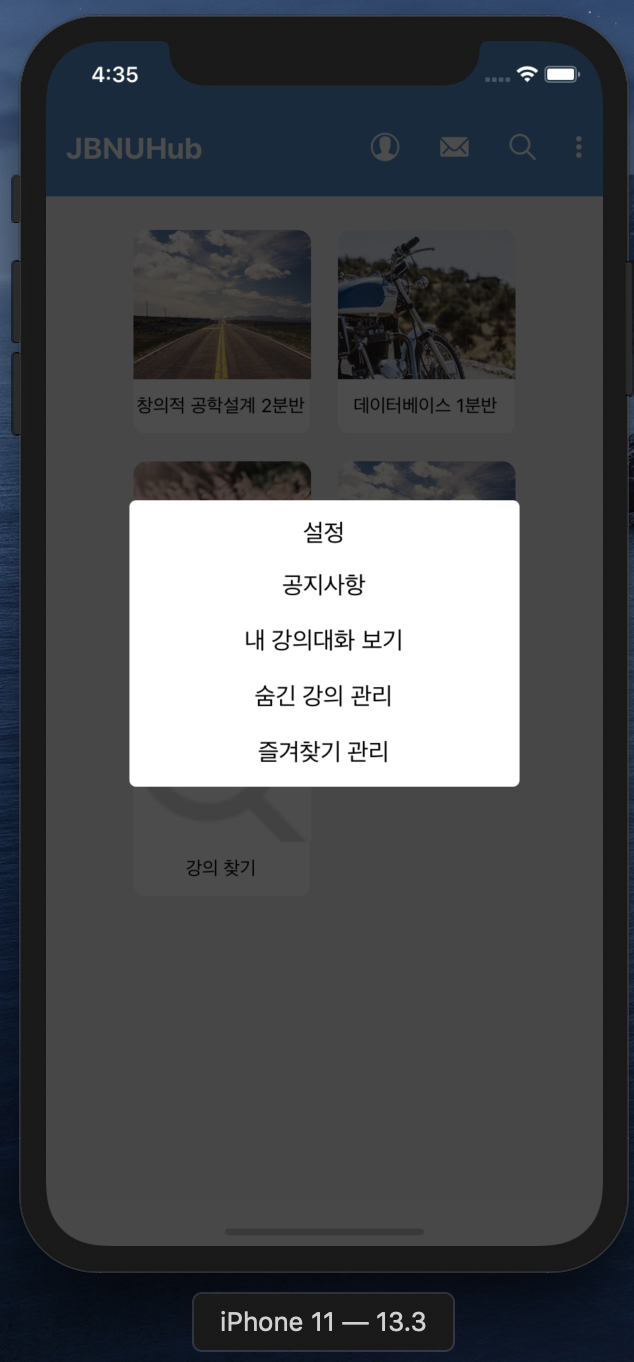 4:35
JBNUHub
창의적 공학설계 2분반
데이터베이스 1분반
설정
공지사항
내 강의대화 보기
숨긴 강의 관리
즐겨찾기 관리
강의 찾기
iPhone 11 — 13.3